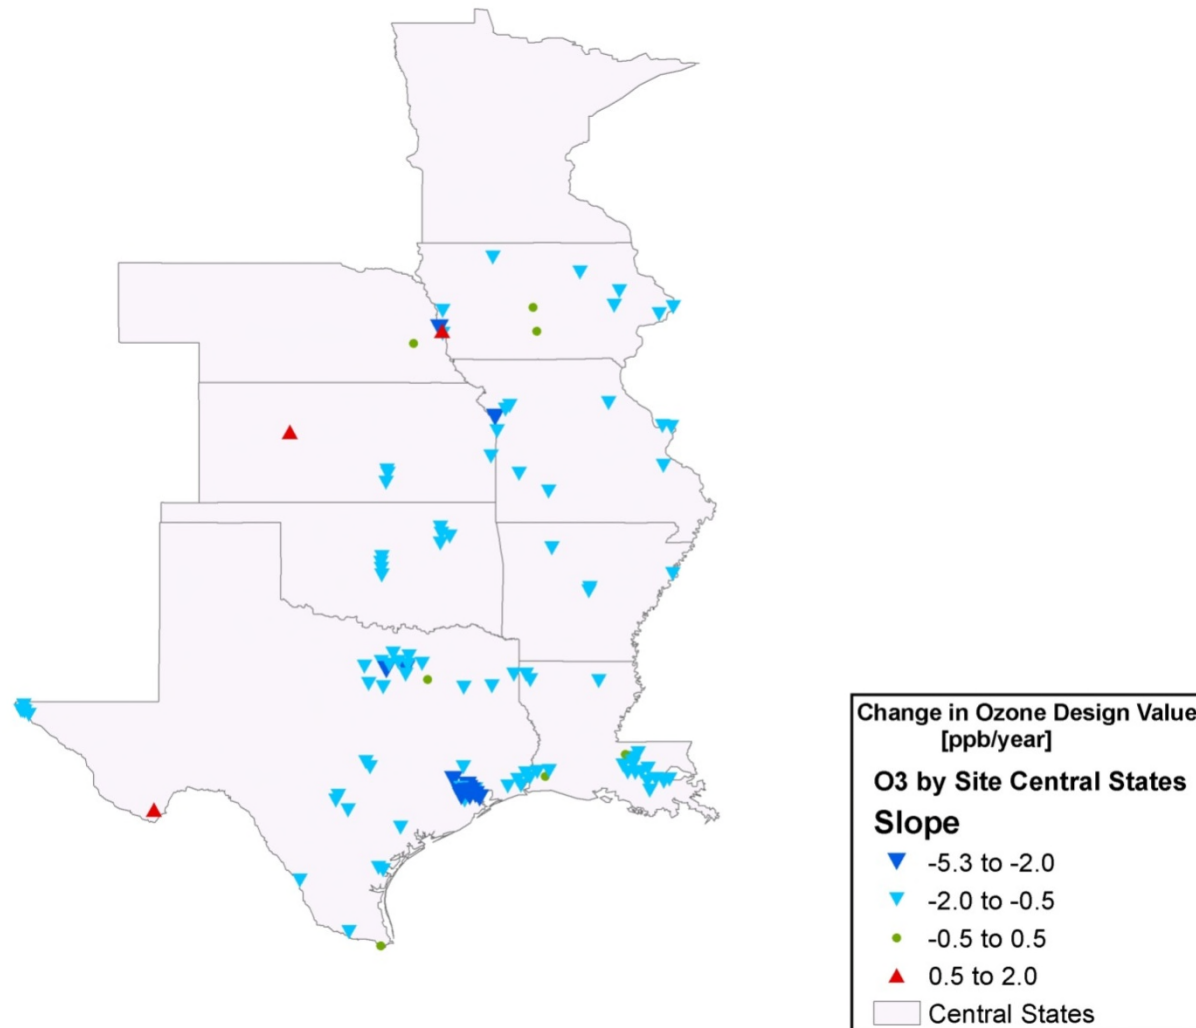 Change in Ozone Design Value
[ppb/year]
O3 by Site Central States
Slope
-5.3 to -2.0
-2.0 to -0.5
-0.5 to 0.5
0.5 to 2.0
Central States